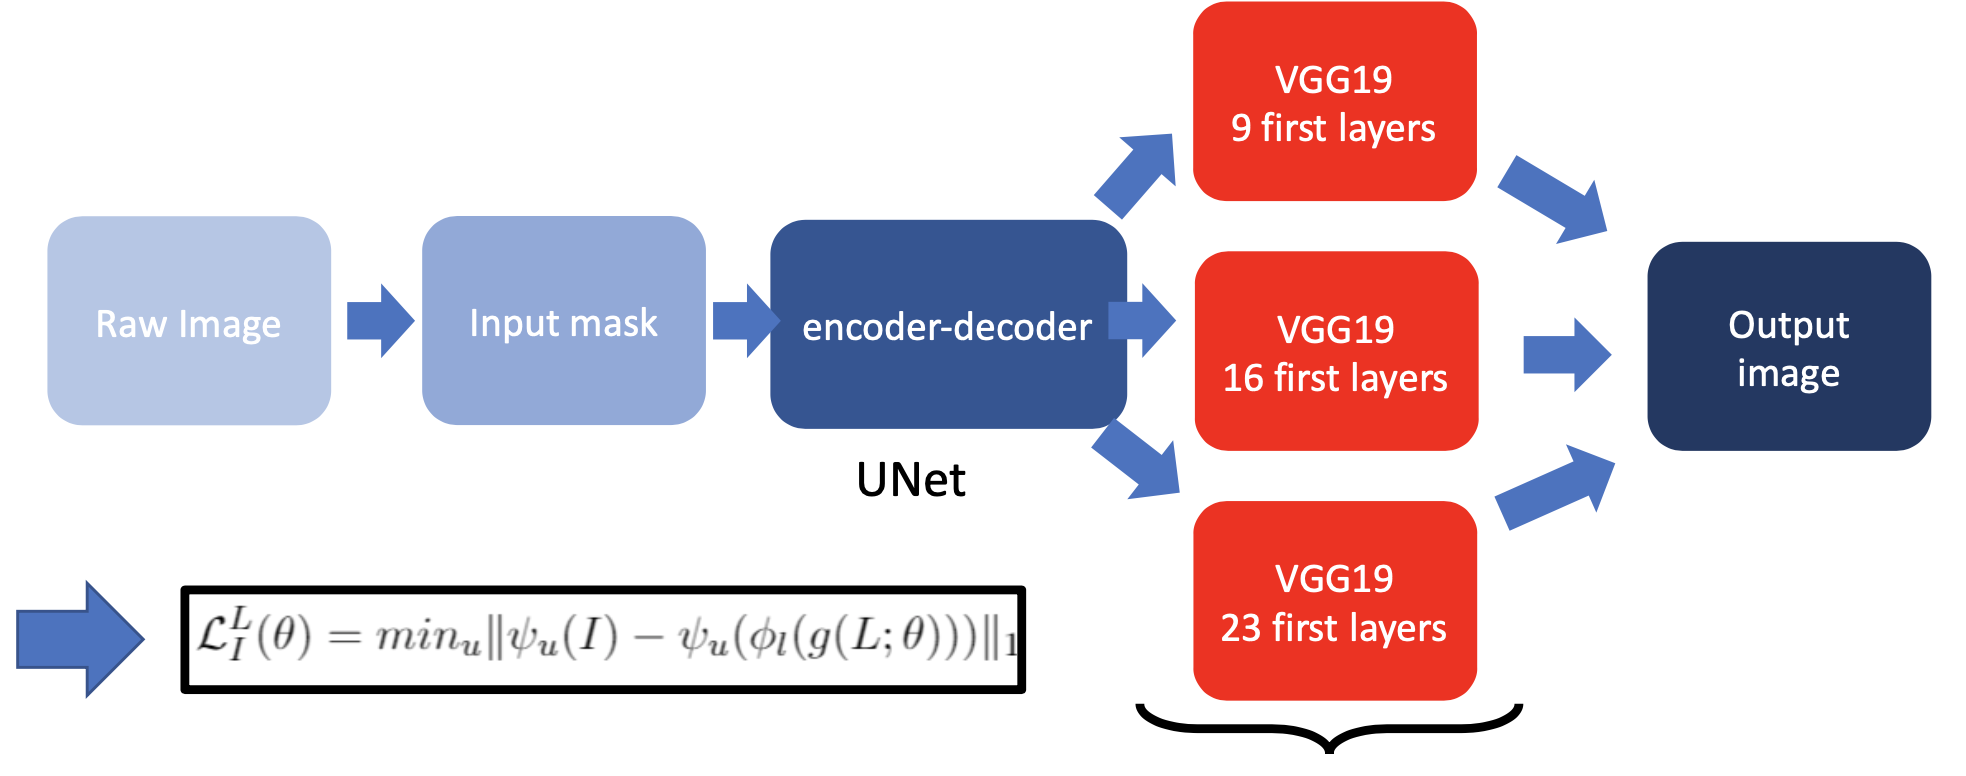 VGG19
9 first layers
Raw Image
Input mask
encoder-decoder
VGG19
16 first layers
Output
image
UNet
VGG19
23 first layers
$\mathcal{L}_I^L(\theta) = min_u \| \psi_u(I) - \psi_u(\phi_l(g(L; \theta))) \|_1$